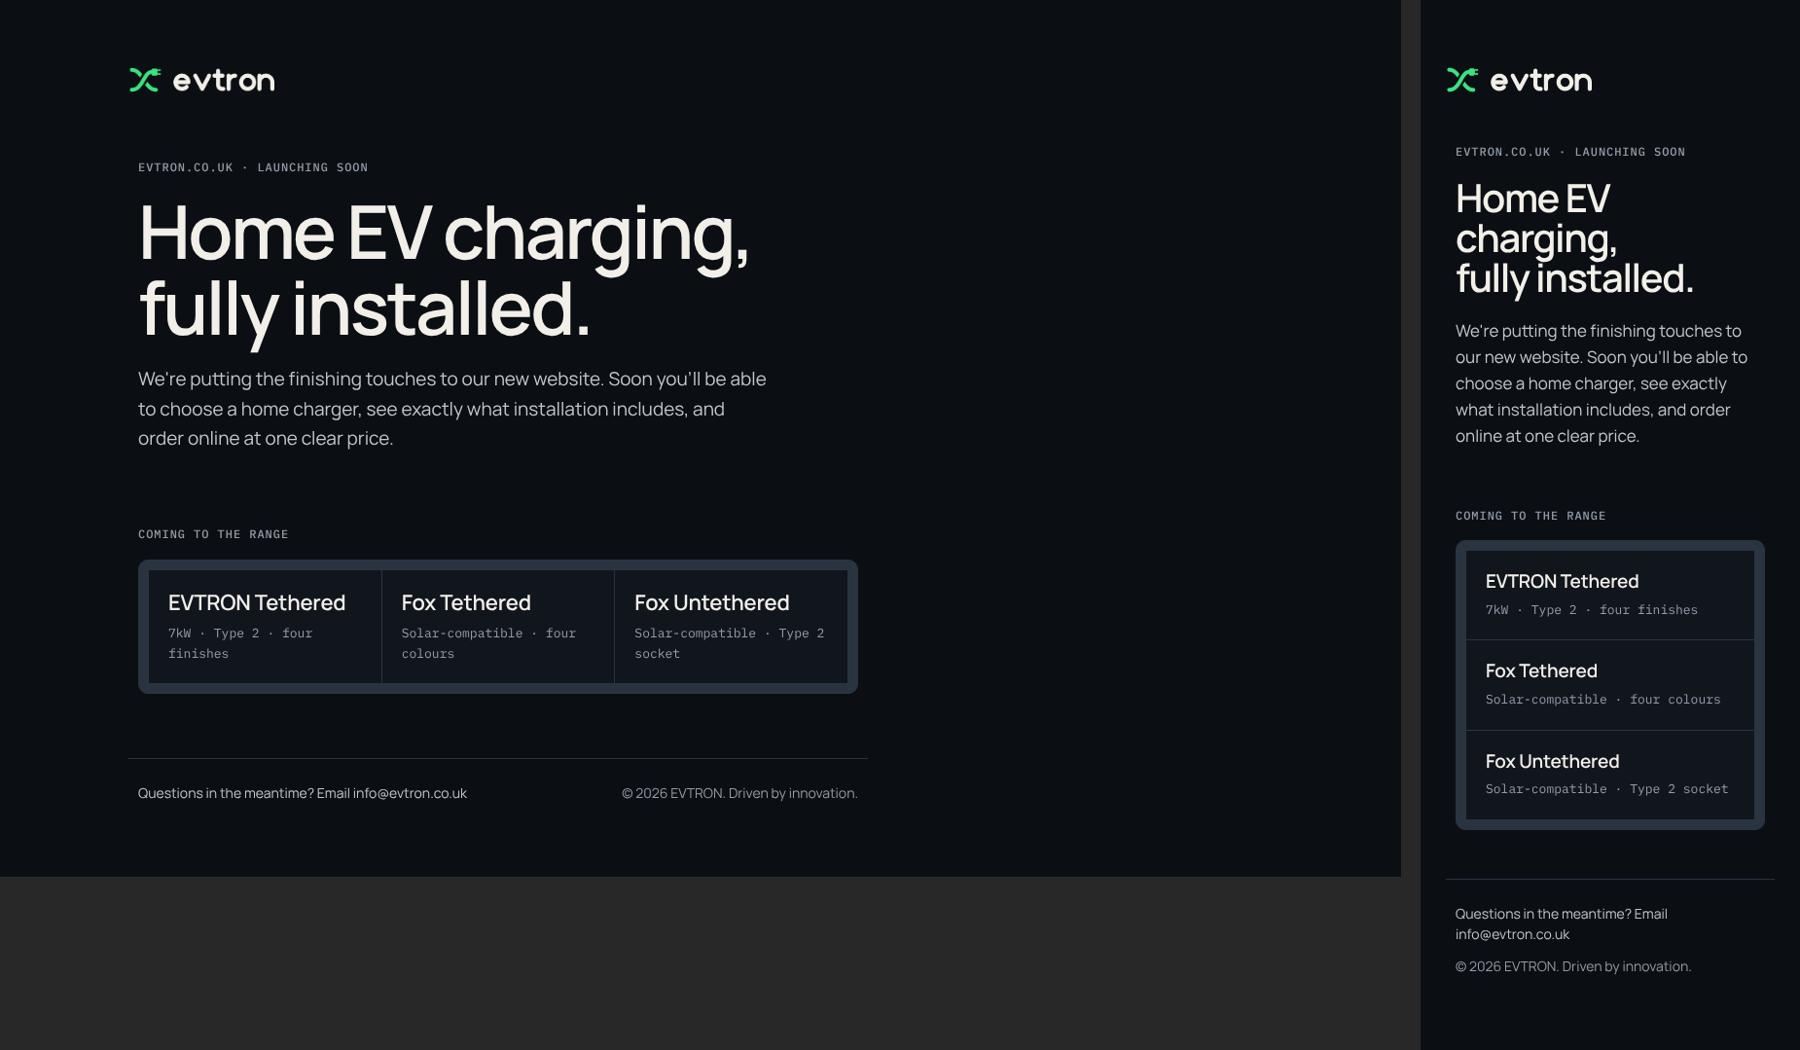 evtron
EVTRON.CO.UK · LAUNCHING SOON
Home EV charging,
fully installed.
We're putting the finishing touches to our new website. Soon you'll be able
to choose a home charger, see exactly what installation includes, and
order online at one clear price.
COMING TO THE RANGE
EVTRON Tethered
7kW · Type 2 · four
finishes
Fox Tethered
Solar-compatible · four
colours
Fox Untethered
Solar-compatible · Type 2
socket
Questions in the meantime? Email info@evtron.co.uk
© 2026 EVTRON. Driven by innovation.
evtron
EVTRON.CO.UK · LAUNCHING SOON
Home EV
charging,
fully installed.
We're putting the finishing touches to
our new website. Soon you'll be able to
choose a home charger, see exactly
what installation includes, and order
online at one clear price.
COMING TO THE RANGE
EVTRON Tethered
7kW · Type 2 · four finishes
Fox Tethered
Solar-compatible · four colours
Fox Untethered
Solar-compatible · Type 2 socket
Questions in the meantime? Email
info@evtron.co.uk
© 2026 EVTRON. Driven by innovation.